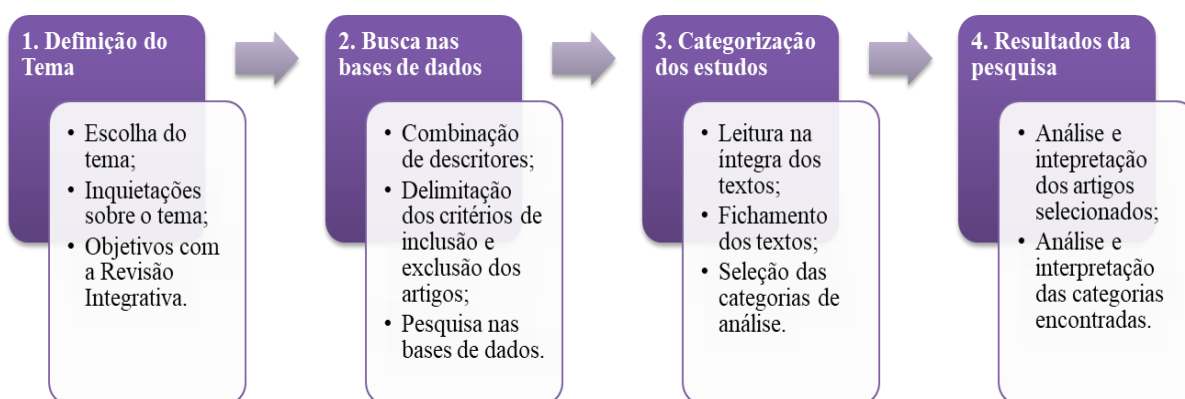 1. Definição do
Tema
• Escolha do
tema;
• Inquietações
sobre o tema;
• Objetivos com
a Revisão
Integrativa.
2. Busca nas
bases de dados
• Combinação
de descritores;
• Delimitação
dos critérios de
inclusão e
exclusão dos
artigos;
• Pesquisa nas
bases de dados.
3. Categorização
dos estudos
• Leitura na
íntegra dos
textos;
• Fichamento
dos textos;
• Seleção das
categorias de
análise.
4. Resultados da
pesquisa
• Análise e
intepretação
dos artigos
selecionados;
• Análise e
interpretação
das categorias
encontradas.